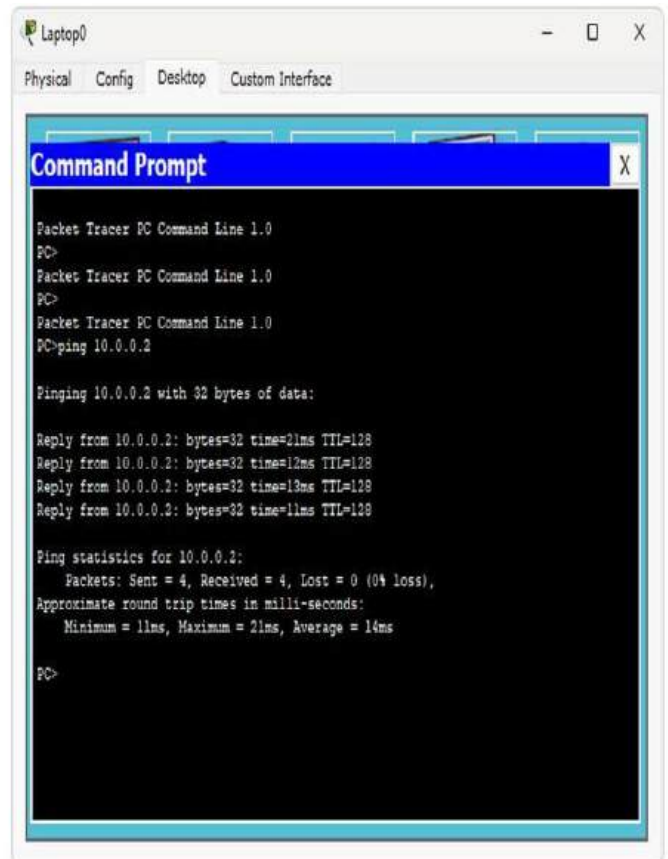 Laptop0
Physical Config Desktop Custom Interface
Command Prompt X
Packet Tracer PC Command Line 1.0
PC>
Packet Tracer PC Command Line 1.0
PC>
Packet Tracer PC Command Line 1.0
PC>ping 10.0.0.2
Pinging 10.0.0.2 with 32 bytes of data:
Reply from 10.0.0.2: bytes=32 time=21ms TTL=128
Reply from 10.0.0.2: bytes=32 time=12ms TTL=128
Reply from 10.0.0.2: bytes=32 time=13ms TTL=128
Reply from 10.0.0.2: bytes=32 time=11ms TTL=128
Ping statistics for 10.0.0.2:
Packets: Sent = 4, Received = 4, Lost = 0 (0% loss),
Approximate round trip times in milli-seconds:
Minimum = 11ms, Maximum = 21ms, Average = 14ms
PC>